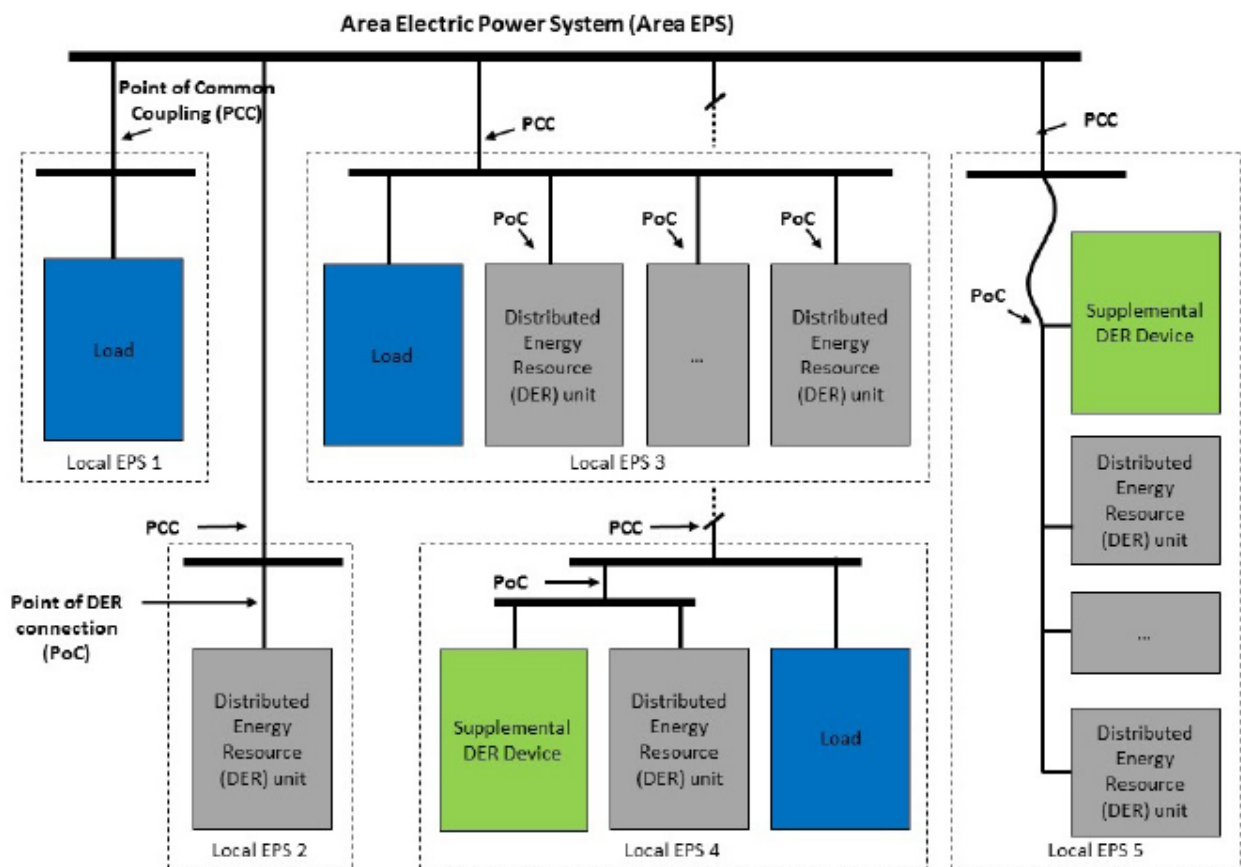 Area Electric Power System (Area EPS)
Point of Common
Coupling (PCC)
PCC
PCC
PoC
PoC
PoC
PoC
Load
Load
Distributed
Energy
Resource
(DER) unit
...
Distributed
Energy
Resource
(DER) unit
Supplemental
DER Device
Local EPS 1
Local EPS 3
Distributed
Energy
Resource
(DER) unit
PCC
PCC
PoC
Point of DER
connection
(PoC)
...
Distributed
Energy
Resource
(DER) unit
Supplemental
DER Device
Distributed
Energy
Resource
(DER) unit
Load
Distributed
Energy
Resource
(DER) unit
Local EPS 2
Local EPS 4
Local EPS 5